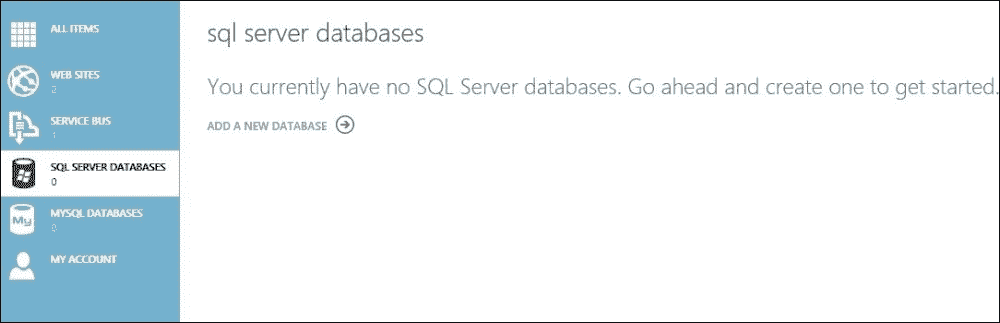 ALL ITEMS
WEB SITES
2
SERVICE BUS
1
SQL SERVER DATABASES
0
MYSQL DATABASES
0
My
MY ACCOUNT
sql server databases
You currently have no SQL Server databases. Go ahead and create one to get started.
ADD A NEW DATABASE